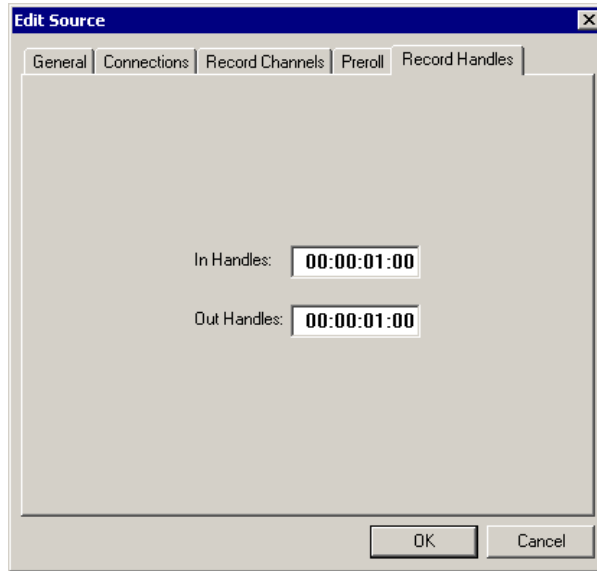 Edit Source
General Connections Record Channels Preroll Record Handles
In Handles: 00:00:01:00
Out Handles: 00:00:01:00
OK Cancel